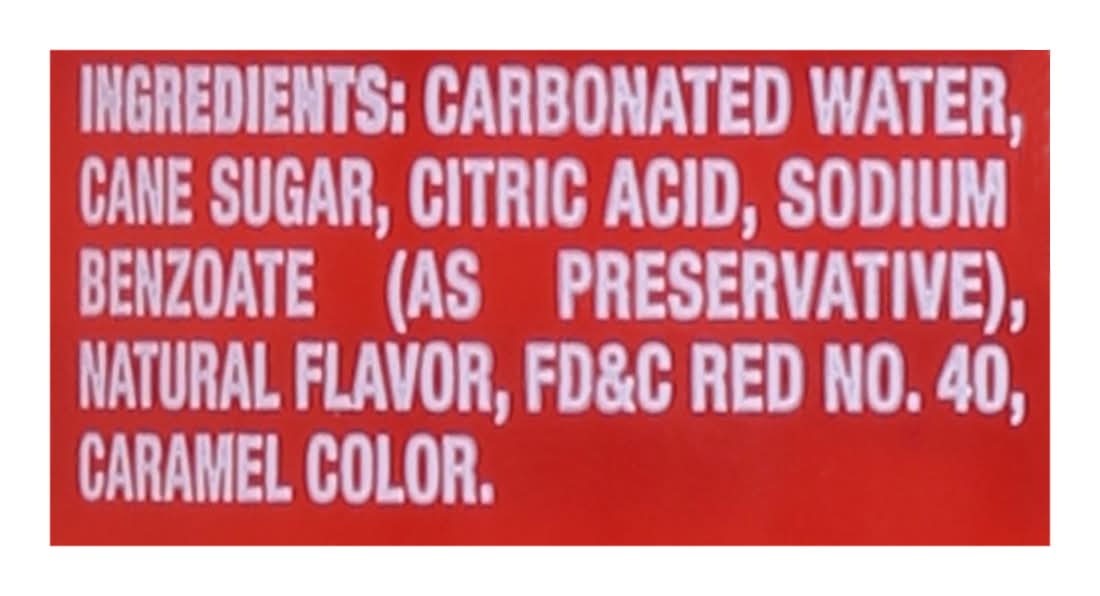 INGREDIENTS: CARBONATED WATER,
CANE SUGAR, CITRIC ACID, SODIUM
BENZOATE (AS PRESERVATIVE),
NATURAL FLAVOR, FD&C RED NO. 40,
CARAMEL COLOR.